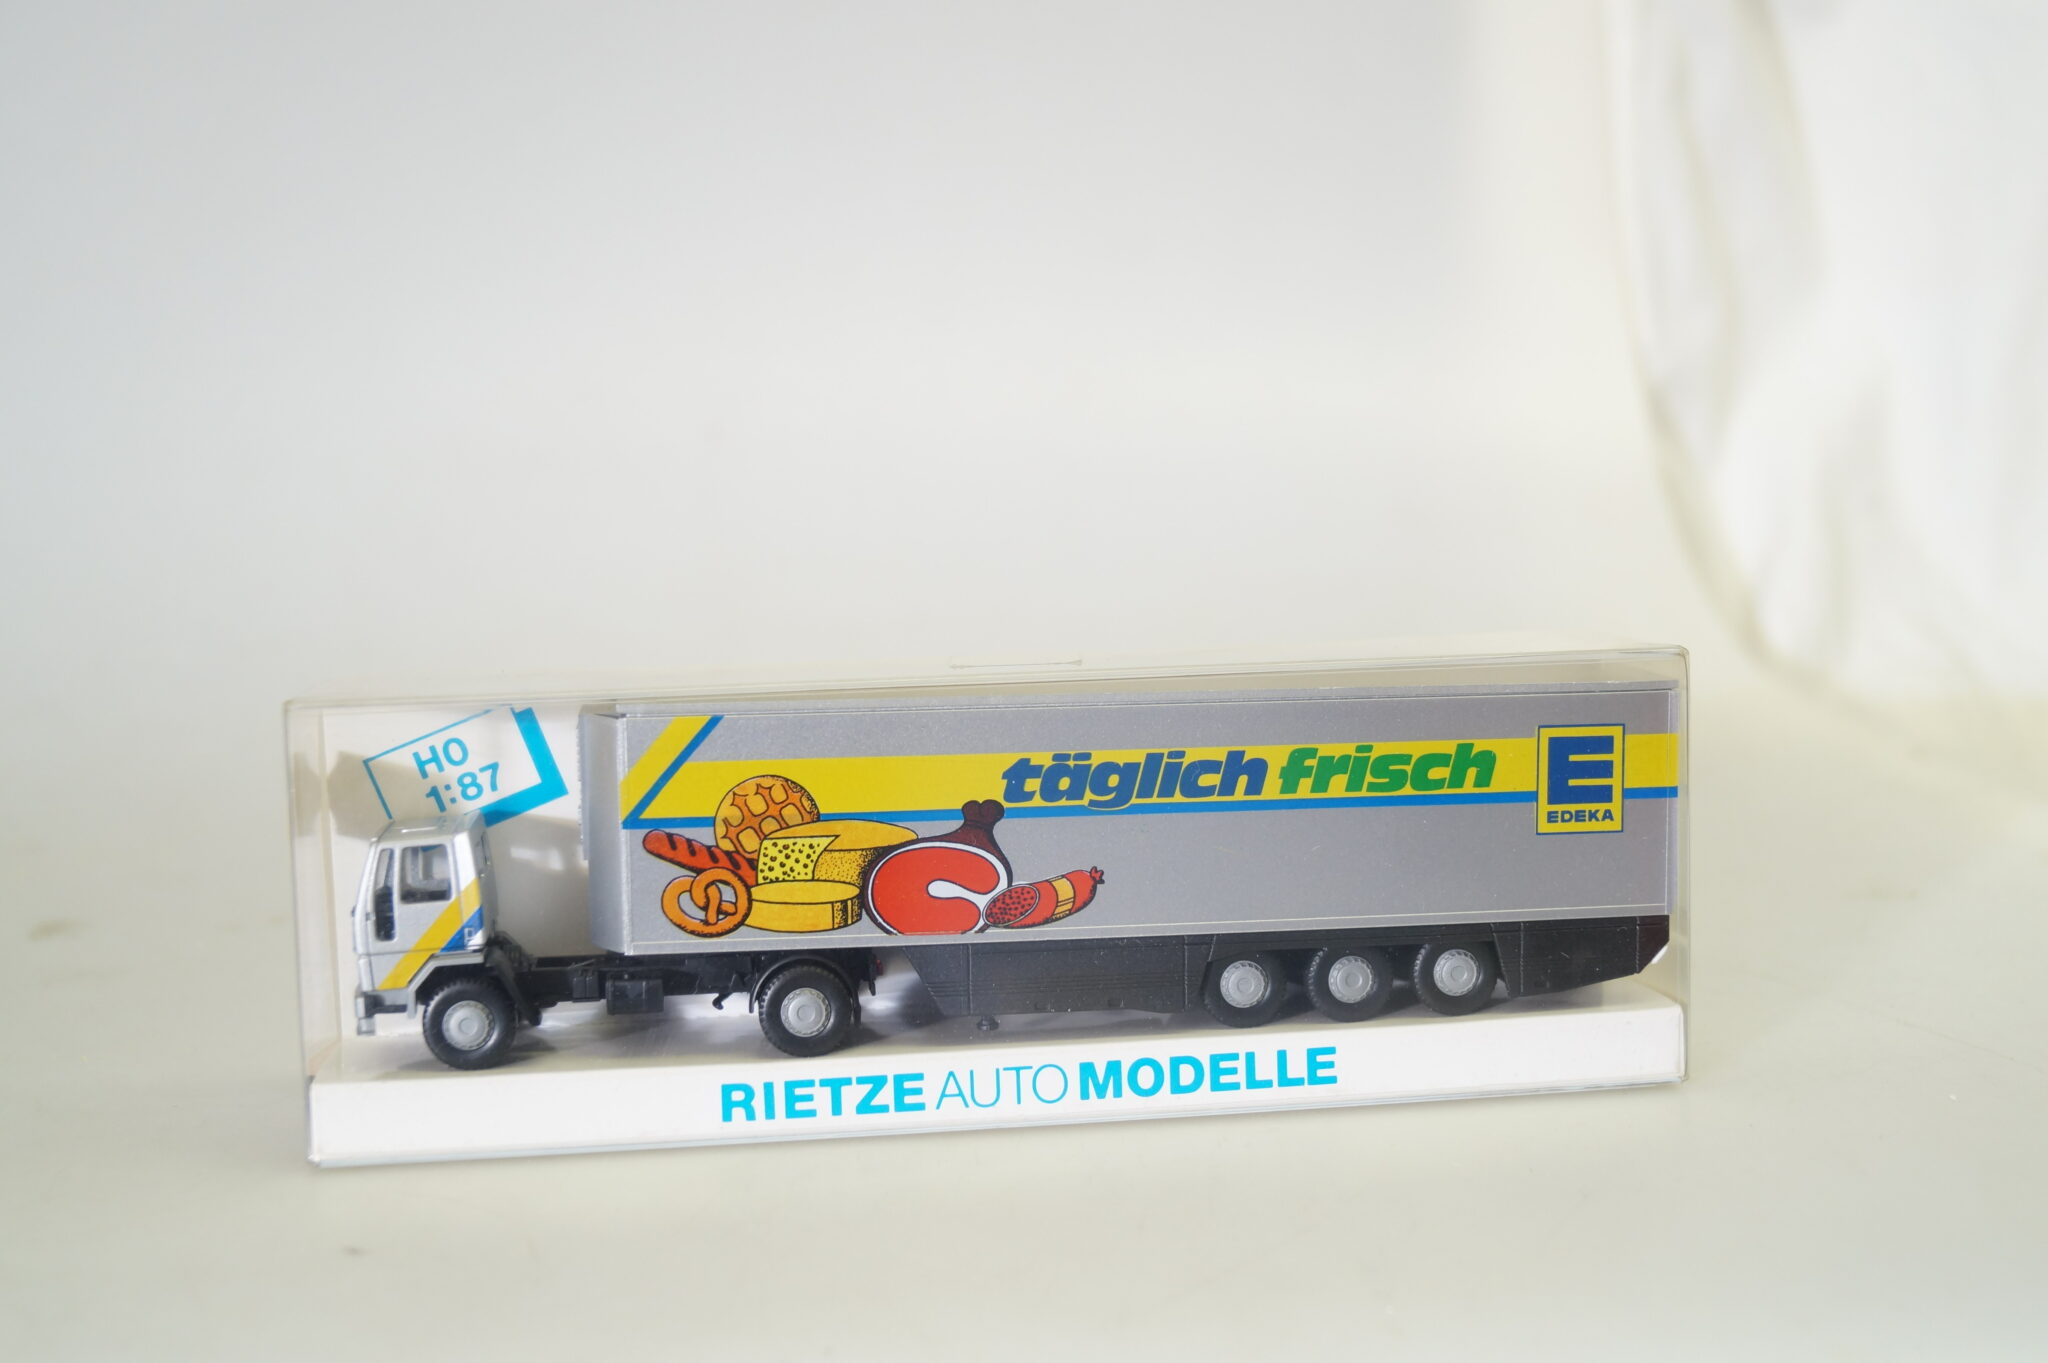 HO
1:87
täglich frisch
E
EDEKA
RIETZE AUTO MODELLE